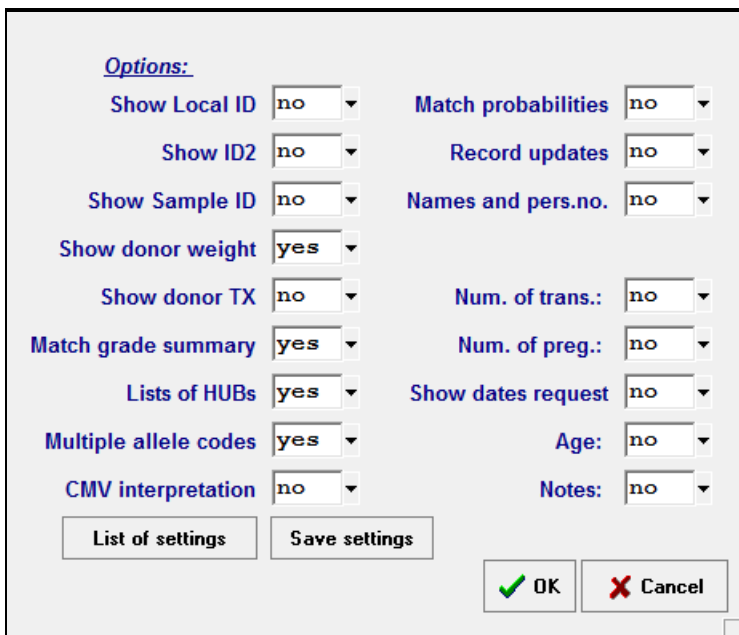 Options:
Show Local ID no Match probabilities no
Show ID2 no Record updates no
Show Sample ID no Names and pers.no. no
Show donor weight yes
Show donor TX no Num. of trans.: no
Match grade summary yes Num. of preg.: no
Lists of HUBs yes Show dates request no
Multiple allele codes yes Age: no
CMV interpretation no Notes: no
List of settings Save settings
OK Cancel